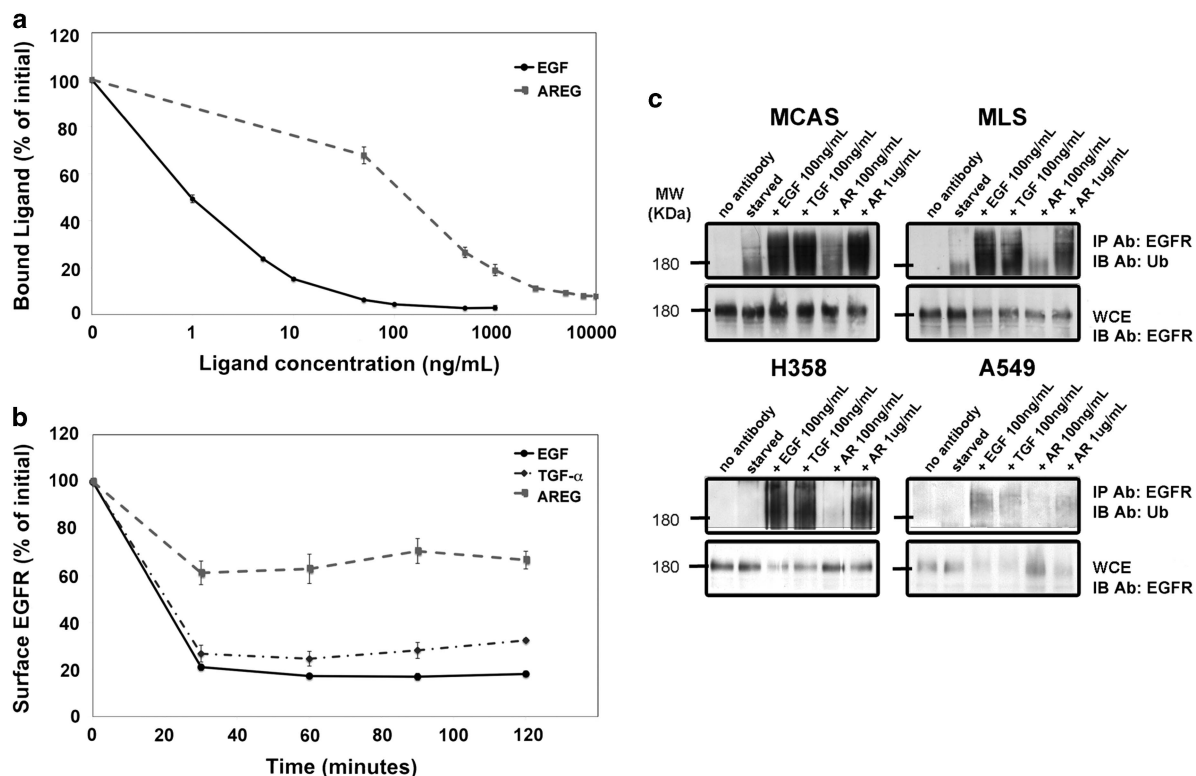 a
120
100
80
60
40
20
0
Bound Ligand (% of initial)
EGF
AREG
0 1 10 100 1000 10000
Ligand concentration (ng/mL)
b
120
100
80
60
40
20
0
Surface EGFR (% of initial)
EGF
TGF-α
AREG
0 20 40 60 80 100 120
Time (minutes)
c
MCAS
MW
(KDa)
no antibody
starved
+ EGF 100ng/mL
+ TGF 100ng/mL
+ AR 100ng/mL
+ AR 1ug/mL
180
180
MLS
no antibody
starved
+ EGF 100ng/mL
+ TGF 100ng/mL
+ AR 100ng/mL
+ AR 1ug/mL
IP Ab: EGFR
IB Ab: Ub
WCE
IB Ab: EGFR
H358
no antibody
starved
+ EGF 100ng/mL
+ TGF 100ng/mL
+ AR 100ng/mL
+ AR 1ug/mL
180
180
A549
no antibody
starved
+ EGF 100ng/mL
+ TGF 100ng/mL
+ AR 100ng/mL
+ AR 1ug/mL
IP Ab: EGFR
IB Ab: Ub
WCE
IB Ab: EGFR